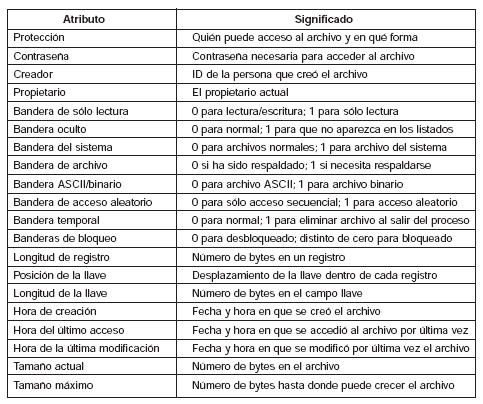 Atributo Significado
Protección Quién puede acceso al archivo y en qué forma
Contraseña Contraseña necesaria para acceder al archivo
Creador ID de la persona que creó el archivo
Propietario El propietario actual
Bandera de sólo lectura 0 para lectura/escritura; 1 para sólo lectura
Bandera oculto 0 para normal; 1 para que no aparezca en los listados
Bandera del sistema 0 para archivos normales; 1 para archivo del sistema
Bandera de archivo 0 si ha sido respaldado; 1 si necesita respaldarse
Bandera ASCII/binario 0 para archivo ASCII; 1 para archivo binario
Bandera de acceso aleatorio 0 para sólo acceso secuencial; 1 para acceso aleatorio
Bandera temporal 0 para normal; 1 para eliminar archivo al salir del proceso
Banderas de bloqueo 0 para desbloqueado; distinto de cero para bloqueado
Longitud de registro Número de bytes en un registro
Posición de la llave Desplazamiento de la llave dentro de cada registro
Longitud de la llave Número de bytes en el campo llave
Hora de creación Fecha y hora en que se creó el archivo
Hora del último acceso Fecha y hora en que se accedió al archivo por última vez
Hora de la última modificación Fecha y hora en que se modificó por última vez el archivo
Tamaño actual Número de bytes en el archivo
Tamaño máximo Número de bytes hasta donde puede crecer el archivo